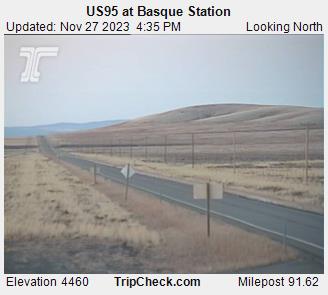 US95 at Basque Station
Updated: Nov 27 2023 4:35 PM Looking North
Elevation 4460 TripCheck.com Milepost 91.62